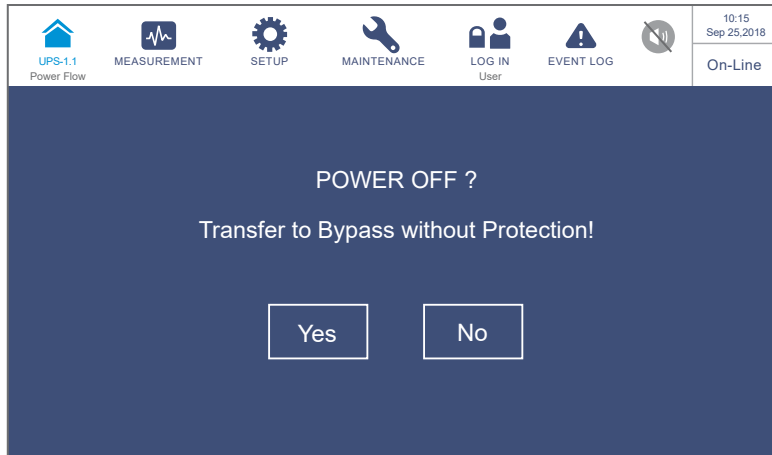 UPS-1.1
Power Flow
MEASUREMENT
SETUP
MAINTENANCE
LOG IN
User
EVENT LOG
10:15
Sep 25,2018
On-Line
POWER OFF ?
Transfer to Bypass without Protection!
Yes
No